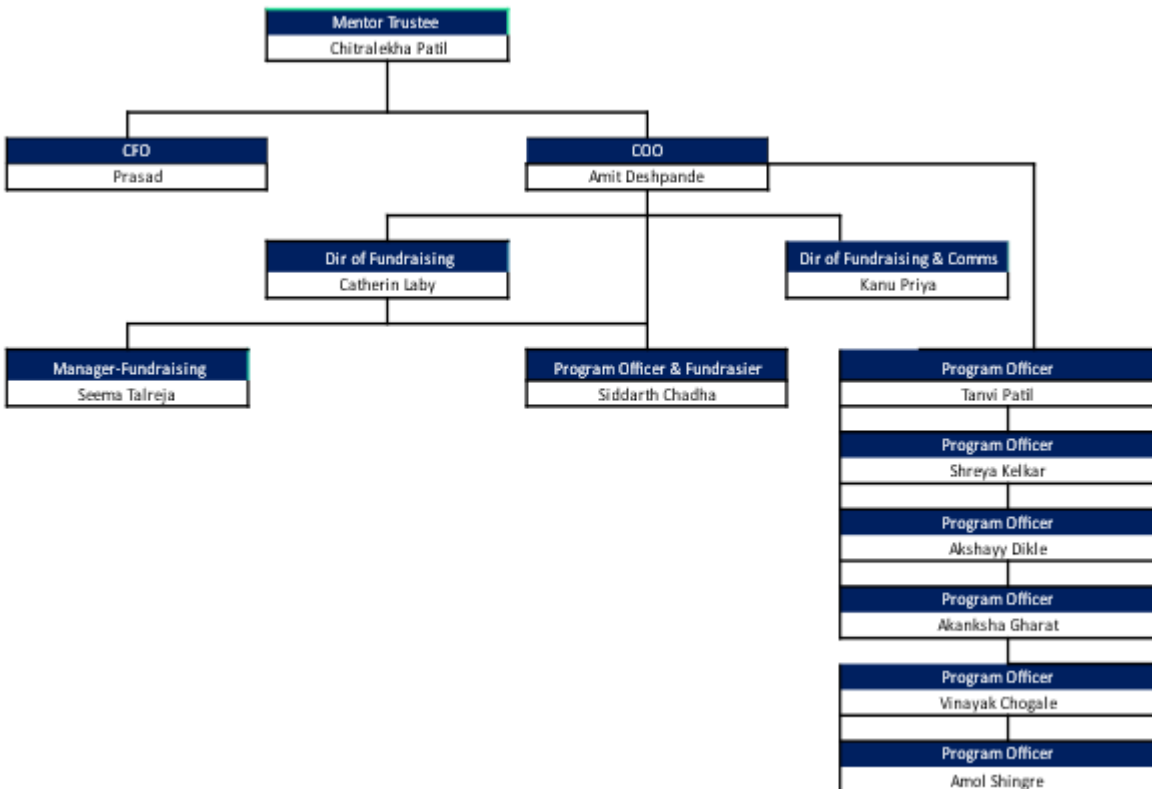 Mentor Trustee
Chitralekha Patil
CFO
Prasad
COO
Amit Deshpande
Dir of Fundraising
Catherin Laby
Dir of Fundraising & Comms
Kanu Priya
Manager-Fundraising
Seema Talreja
Program Officer & Fundrasier
Siddarth Chadha
Program Officer
Tanvi Patil
Program Officer
Shreya Kelkar
Program Officer
Akshayy Dikle
Program Officer
Akanksha Gharat
Program Officer
Vinayak Chogale
Program Officer
Amol Shingre